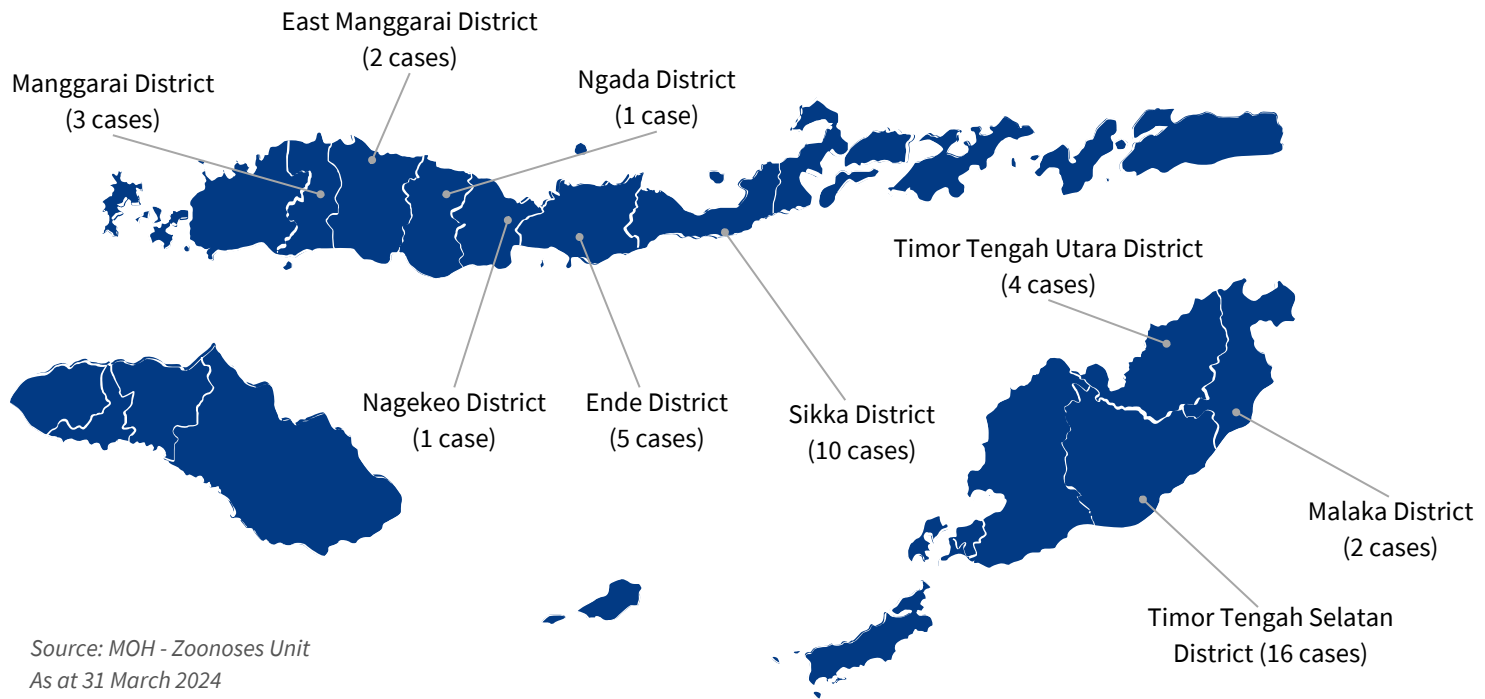 East Manggarai District
(2 cases)
Manggarai District
(3 cases)
Ngada District
(1 case)
Timor Tengah Utara District
(4 cases)
Nagekeo District
(1 case)
Ende District
(5 cases)
Sikka District
(10 cases)
Malaka District
(2 cases)
Timor Tengah Selatan
District (16 cases)
Source: MOH - Zoonoses Unit
As at 31 March 2024